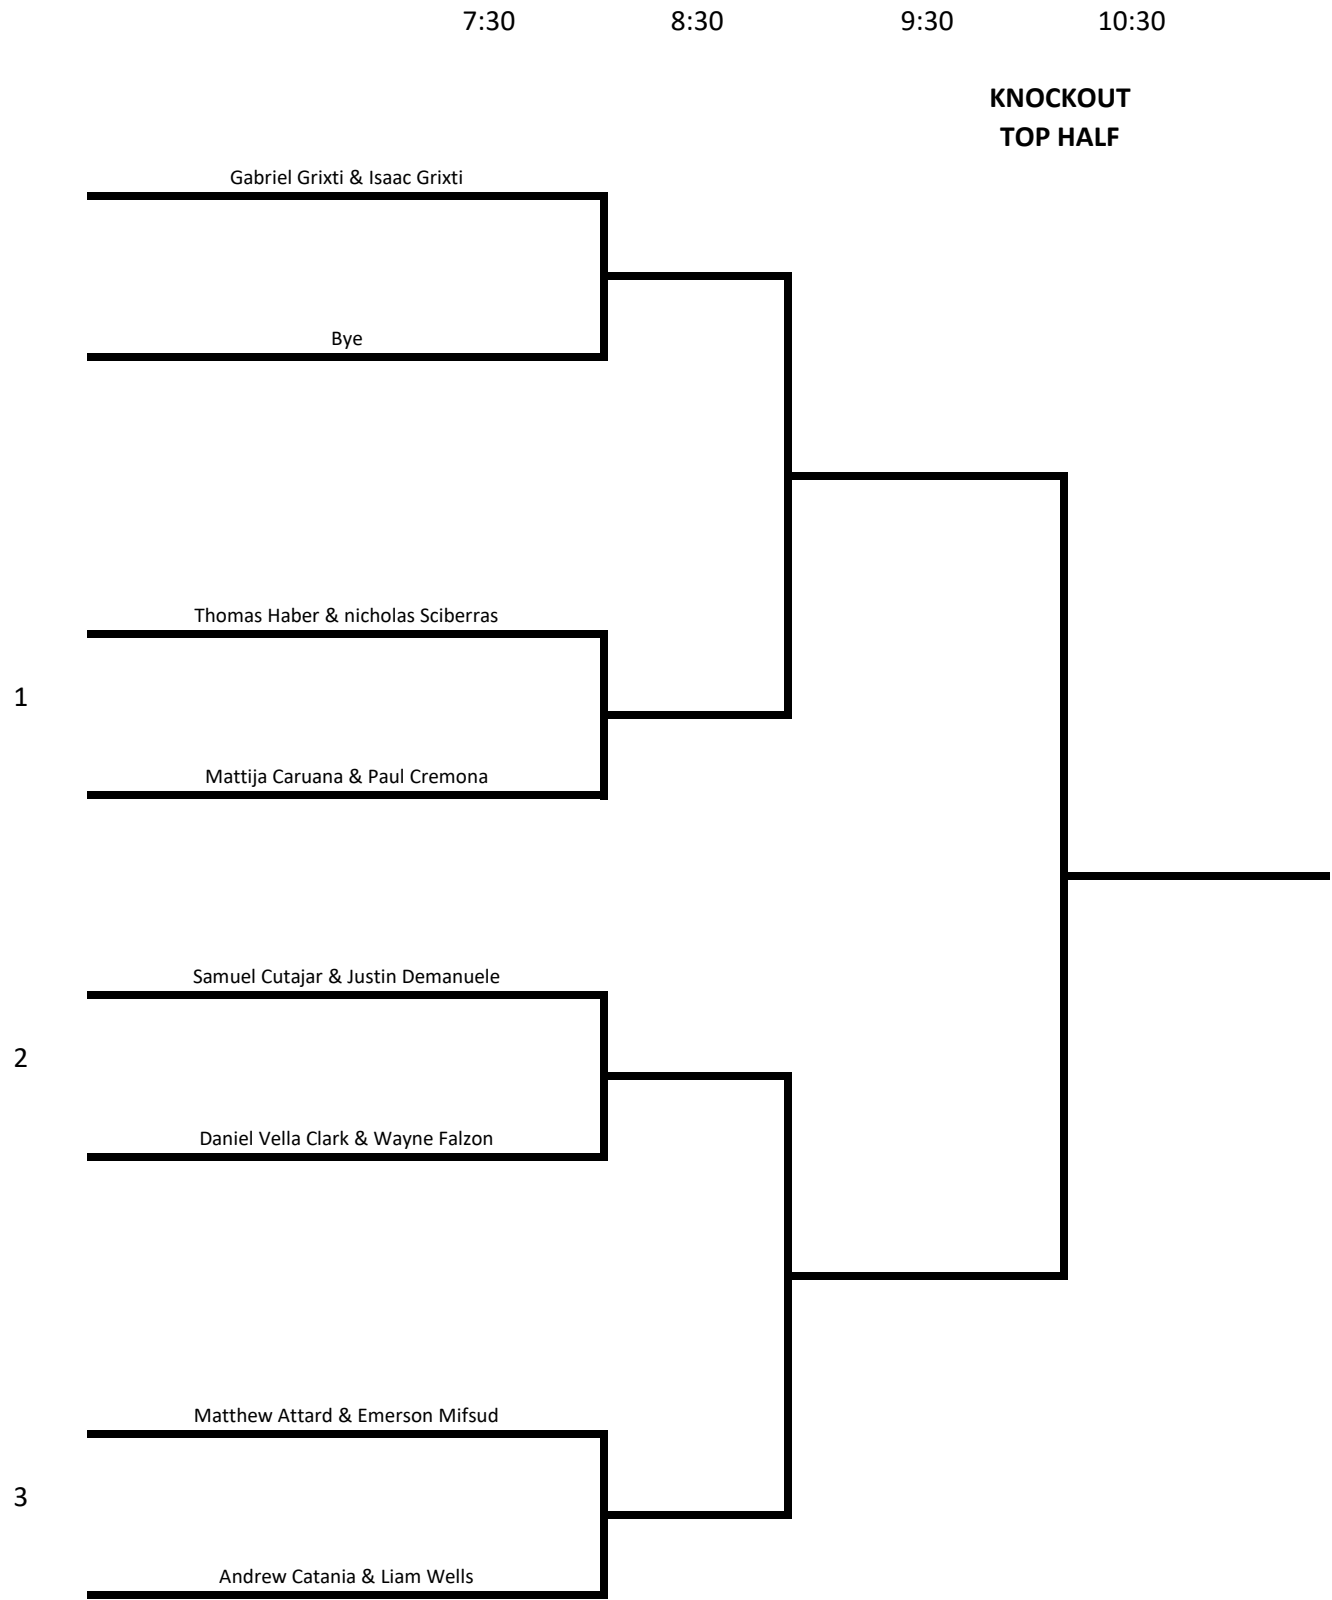 7:30 8:30 9:30 10:30
KNOCKOUT
TOP HALF
Gabriel Grixti & Isaac Grixti
Bye
Thomas Haber & nicholas Sciberras
1
Mattija Caruana & Paul Cremona
Samuel Cutajar & Justin Demanuele
2
Daniel Vella Clark & Wayne Falzon
Matthew Attard & Emerson Mifsud
3
Andrew Catania & Liam Wells